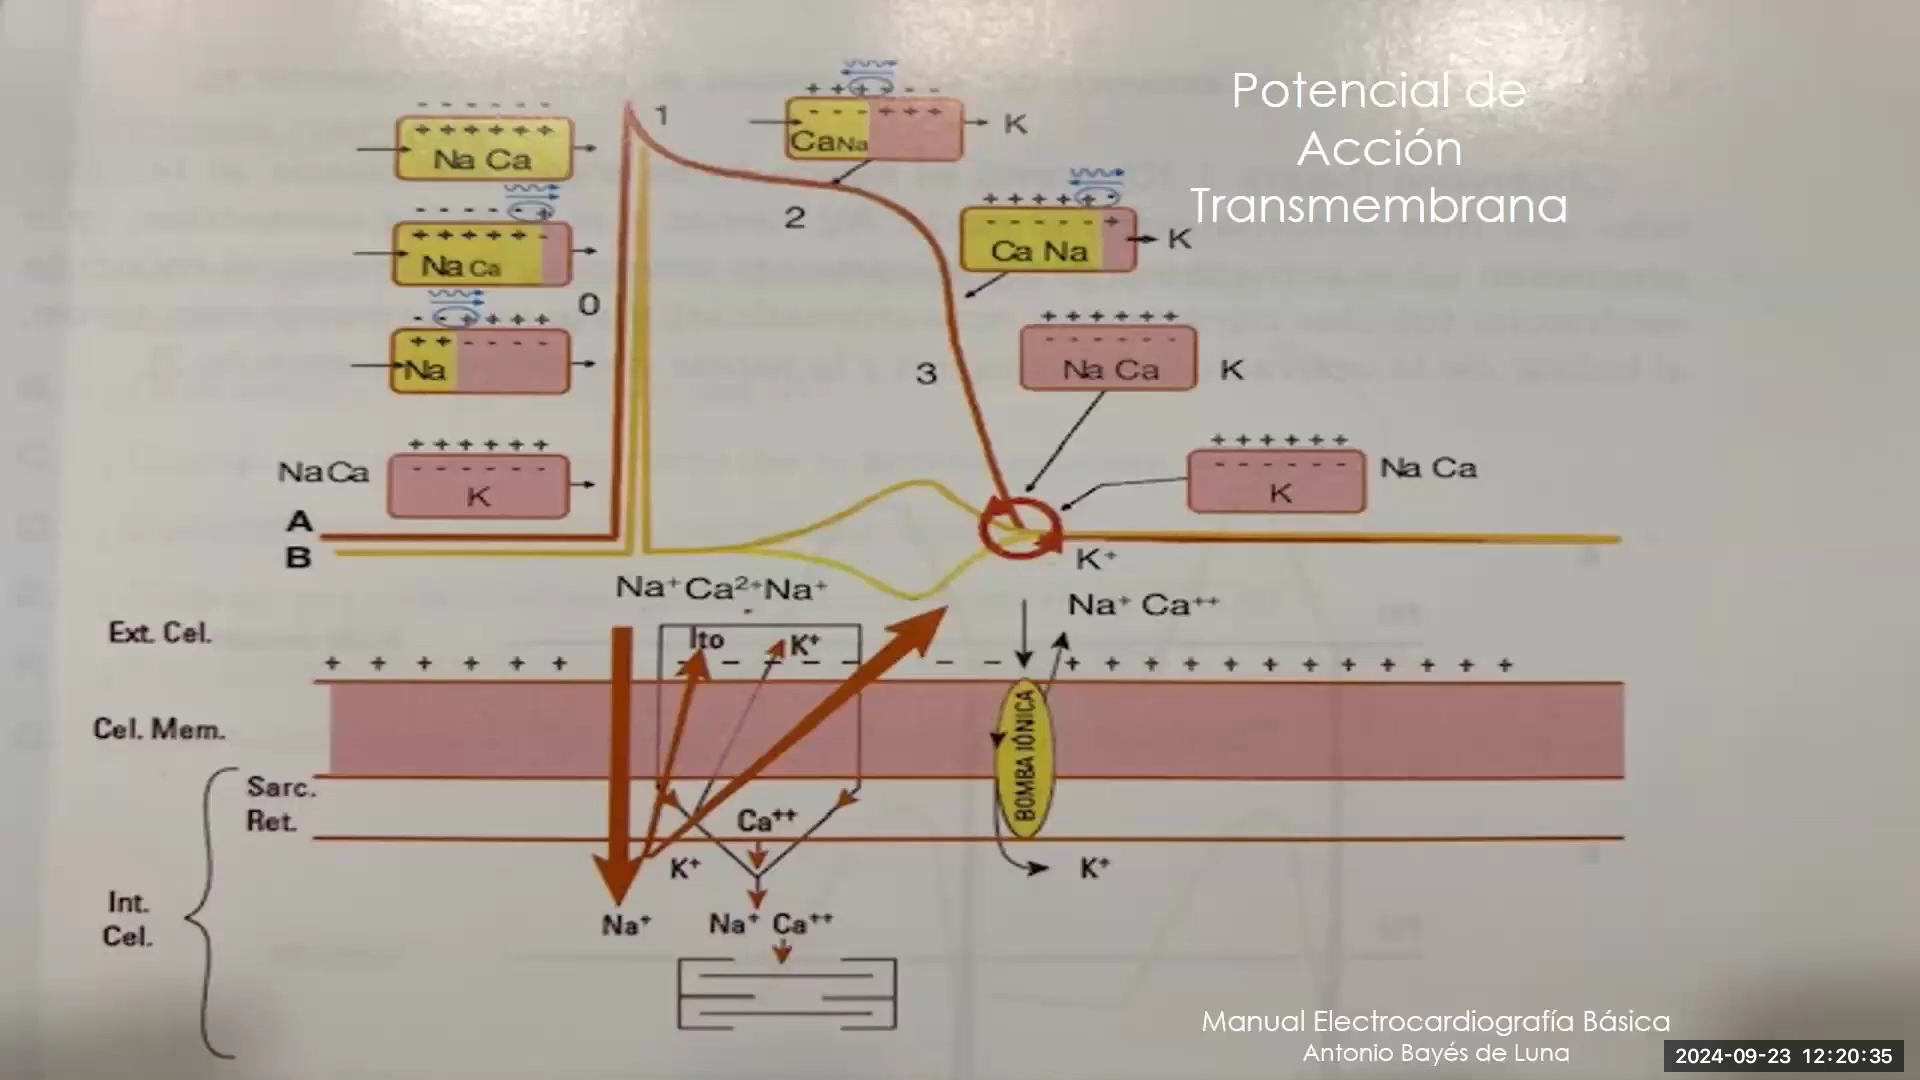 Potencial de
Acción
Transmembrana
1
+ + + + - -
- - - + + +
Ca Na
K
- - - - - -
+ + + + + +
Na Ca
- - - - - +
+ + + + + -
Na Ca
0
- - + + + +
+ + - - - -
Na
2
+ + + + + -
- - - - - +
Ca Na
K
3
+ + + + + +
- - - - - -
Na Ca
K
Na Ca
+ + + + + +
- - - - - -
K
+ + + + + +
- - - - - -
K
Na Ca
A
B
K⁺
Na⁺ Ca²⁺ Na⁺
Na⁺ Ca⁺⁺
Ext. Cel.
Ito
K⁺
Cel. Mem.
BOMBA IÓNICA
Sarc.
Ret.
Ca⁺⁺
K⁺
K⁺
Int.
Cel.
Na⁺
Na⁺ Ca⁺⁺
Manual Electrocardiografía Básica
Antonio Bayés de Luna
2024-09-23 12:20:35